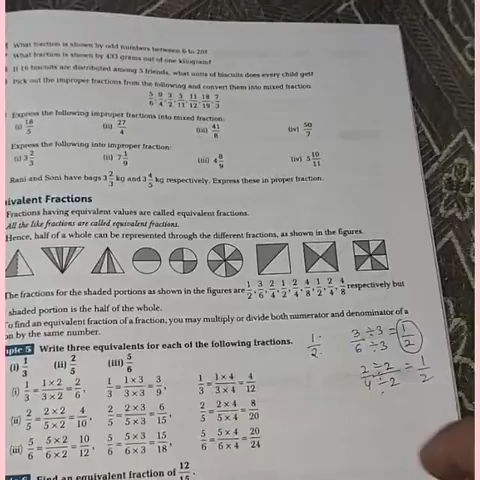 What fraction is shown by odd numbers between 6 to 20?
What fraction is shown by 433 grams out of one kilogram?
If 16 biscuits are distributed among 5 friends, what units of biscuits does every child get?
Pick out the improper fractions from the following and convert them into mixed fraction.
5/6, 9/4, 3/2, 5/11, 11/12, 18/19, 7/3
Express the following improper fractions into mixed fraction:
(i) 18/5 (ii) 27/4 (iii) 41/8 (iv) 50/7
Express the following into improper fraction:
(i) 3 2/3 (ii) 7 1/9 (iii) 4 8/9 (iv) 5 10/11
Rani and Soni have bags 3 2/3 kg and 3 4/5 kg respectively. Express these in proper fraction.
ivalent Fractions
Fractions having equivalent values are called equivalent fractions.
All the like fractions are called equivalent fractions.
Hence, half of a whole can be represented through the different fractions, as shown in the figures.
The fractions for the shaded portions as shown in the figures are 1/2, 3/6, 2/4, 1/2, 2/4, 4/8, 1/2, 2/4, 4/8 respectively but
shaded portion is the half of the whole.
To find an equivalent fraction of a fraction, you may multiply or divide both numerator and denominator of a
on by the same number.
mple 5 Write three equivalents for each of the following fractions.
(i) 1/3 (ii) 2/5 (iii) 5/6
(i) 1/3 = 1 × 2/3 × 2 = 2/6, 1/3 = 1 × 3/3 × 3 = 3/9, 1/3 = 1 × 4/3 × 4 = 4/12
(ii) 2/5 = 2 × 2/5 × 2 = 4/10, 2/5 = 2 × 3/5 × 3 = 6/15, 2/5 = 2 × 4/5 × 4 = 8/20
(iii) 5/6 = 5 × 2/6 × 2 = 10/12, 5/6 = 5 × 3/6 × 3 = 15/18, 5/6 = 5 × 4/6 × 4 = 20/24
Find an equivalent fraction of 12/15.
1/2. 3 ÷ 3/6 ÷ 3 = 1/2
2 ÷ 2/4 ÷ 2 = 1/2